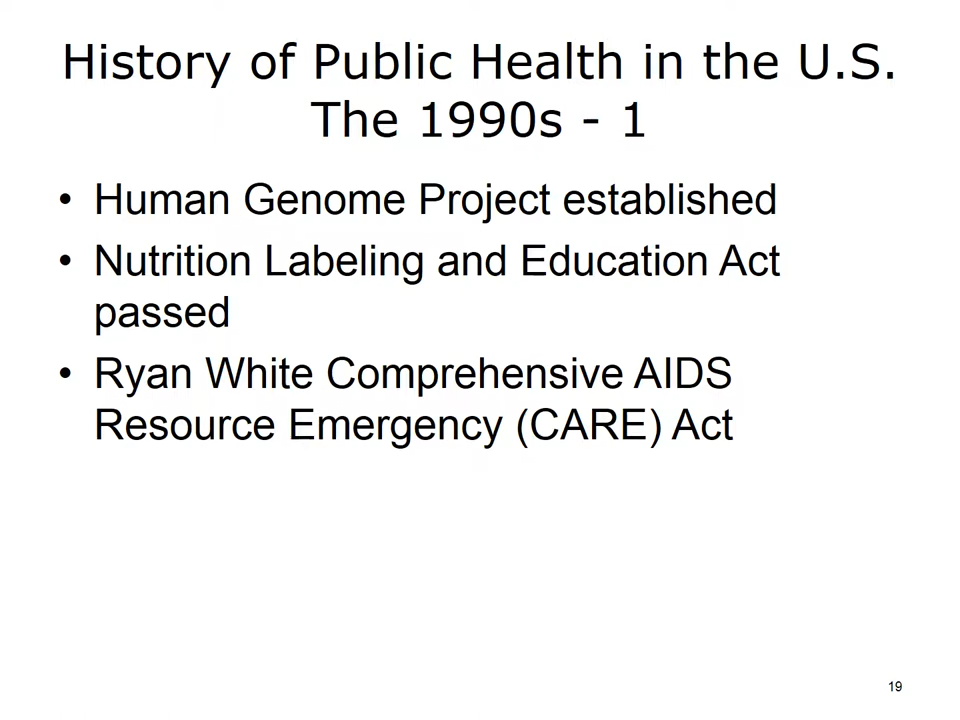 History of Public Health in the U.S.
The 1990s - 1
• Human Genome Project established
• Nutrition Labeling and Education Act
passed
• Ryan White Comprehensive AIDS
Resource Emergency (CARE) Act
19